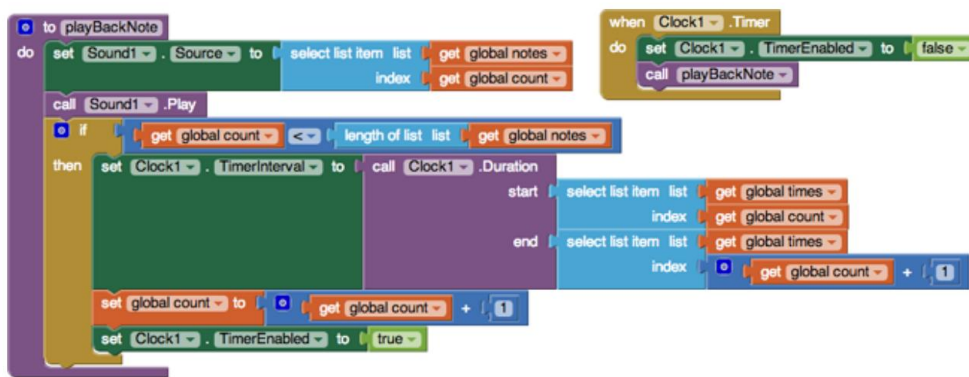 to playBackNote
do set Sound1 . Source to select list item list get global notes
index get global count
call Sound1 .Play
if get global count < length of list list get global notes
then set Clock1 . TimerInterval to call Clock1 .Duration
start select list item list get global times
index get global count
end select list item list get global times
index get global count + 1
set global count to get global count + 1
set Clock1 . TimerEnabled to true
when Clock1 .Timer
do set Clock1 . TimerEnabled to false
call playBackNote